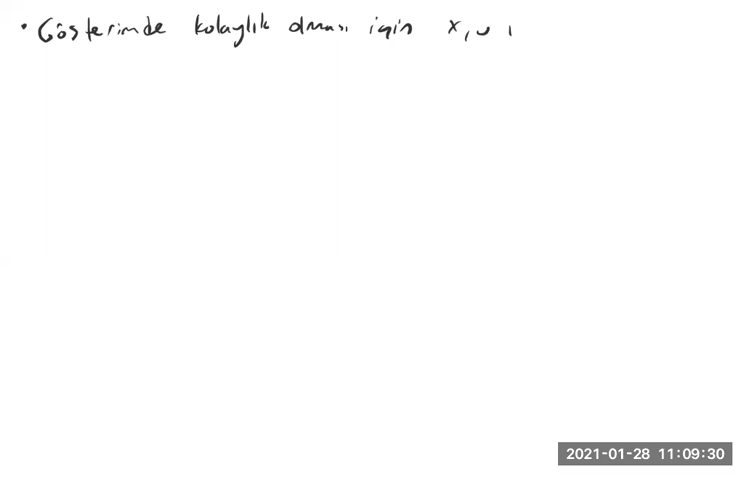 • Gösterimde kolaylık olması için x,υ
2021-01-28 11:09:30